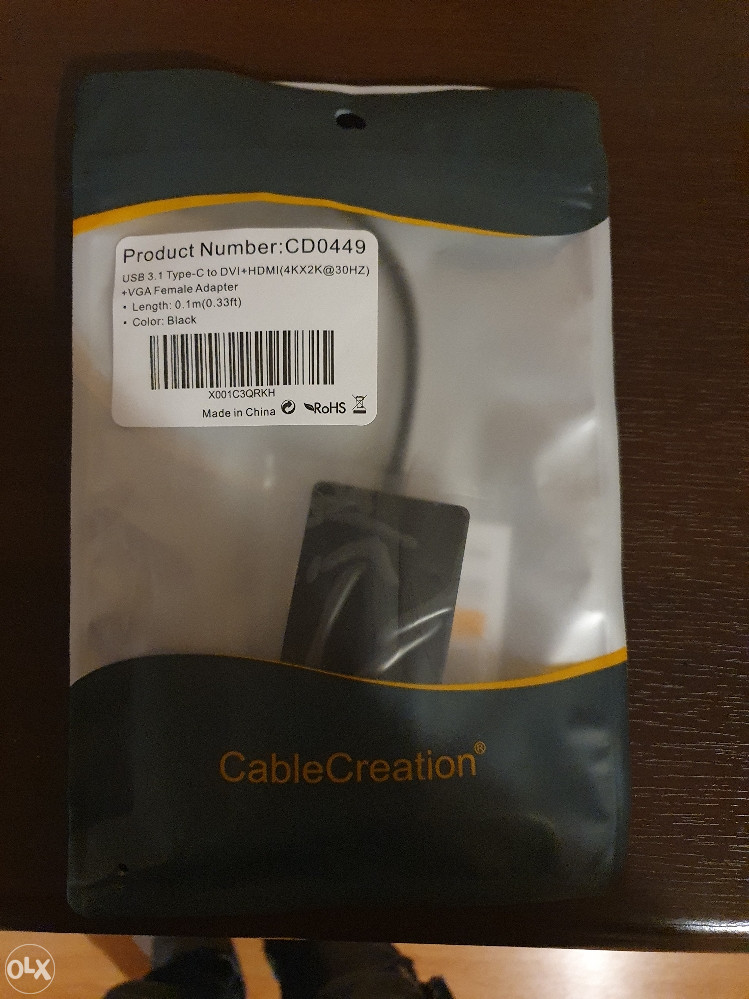 Product Number:CD0449
USB 3.1 Type-C to DVI+HDMI(4KX2K@30HZ)
+VGA Female Adapter
• Length: 0.1m(0.33ft)
• Color: Black
X001C3QRKH
Made in China RoHS
CableCreation®
OLX